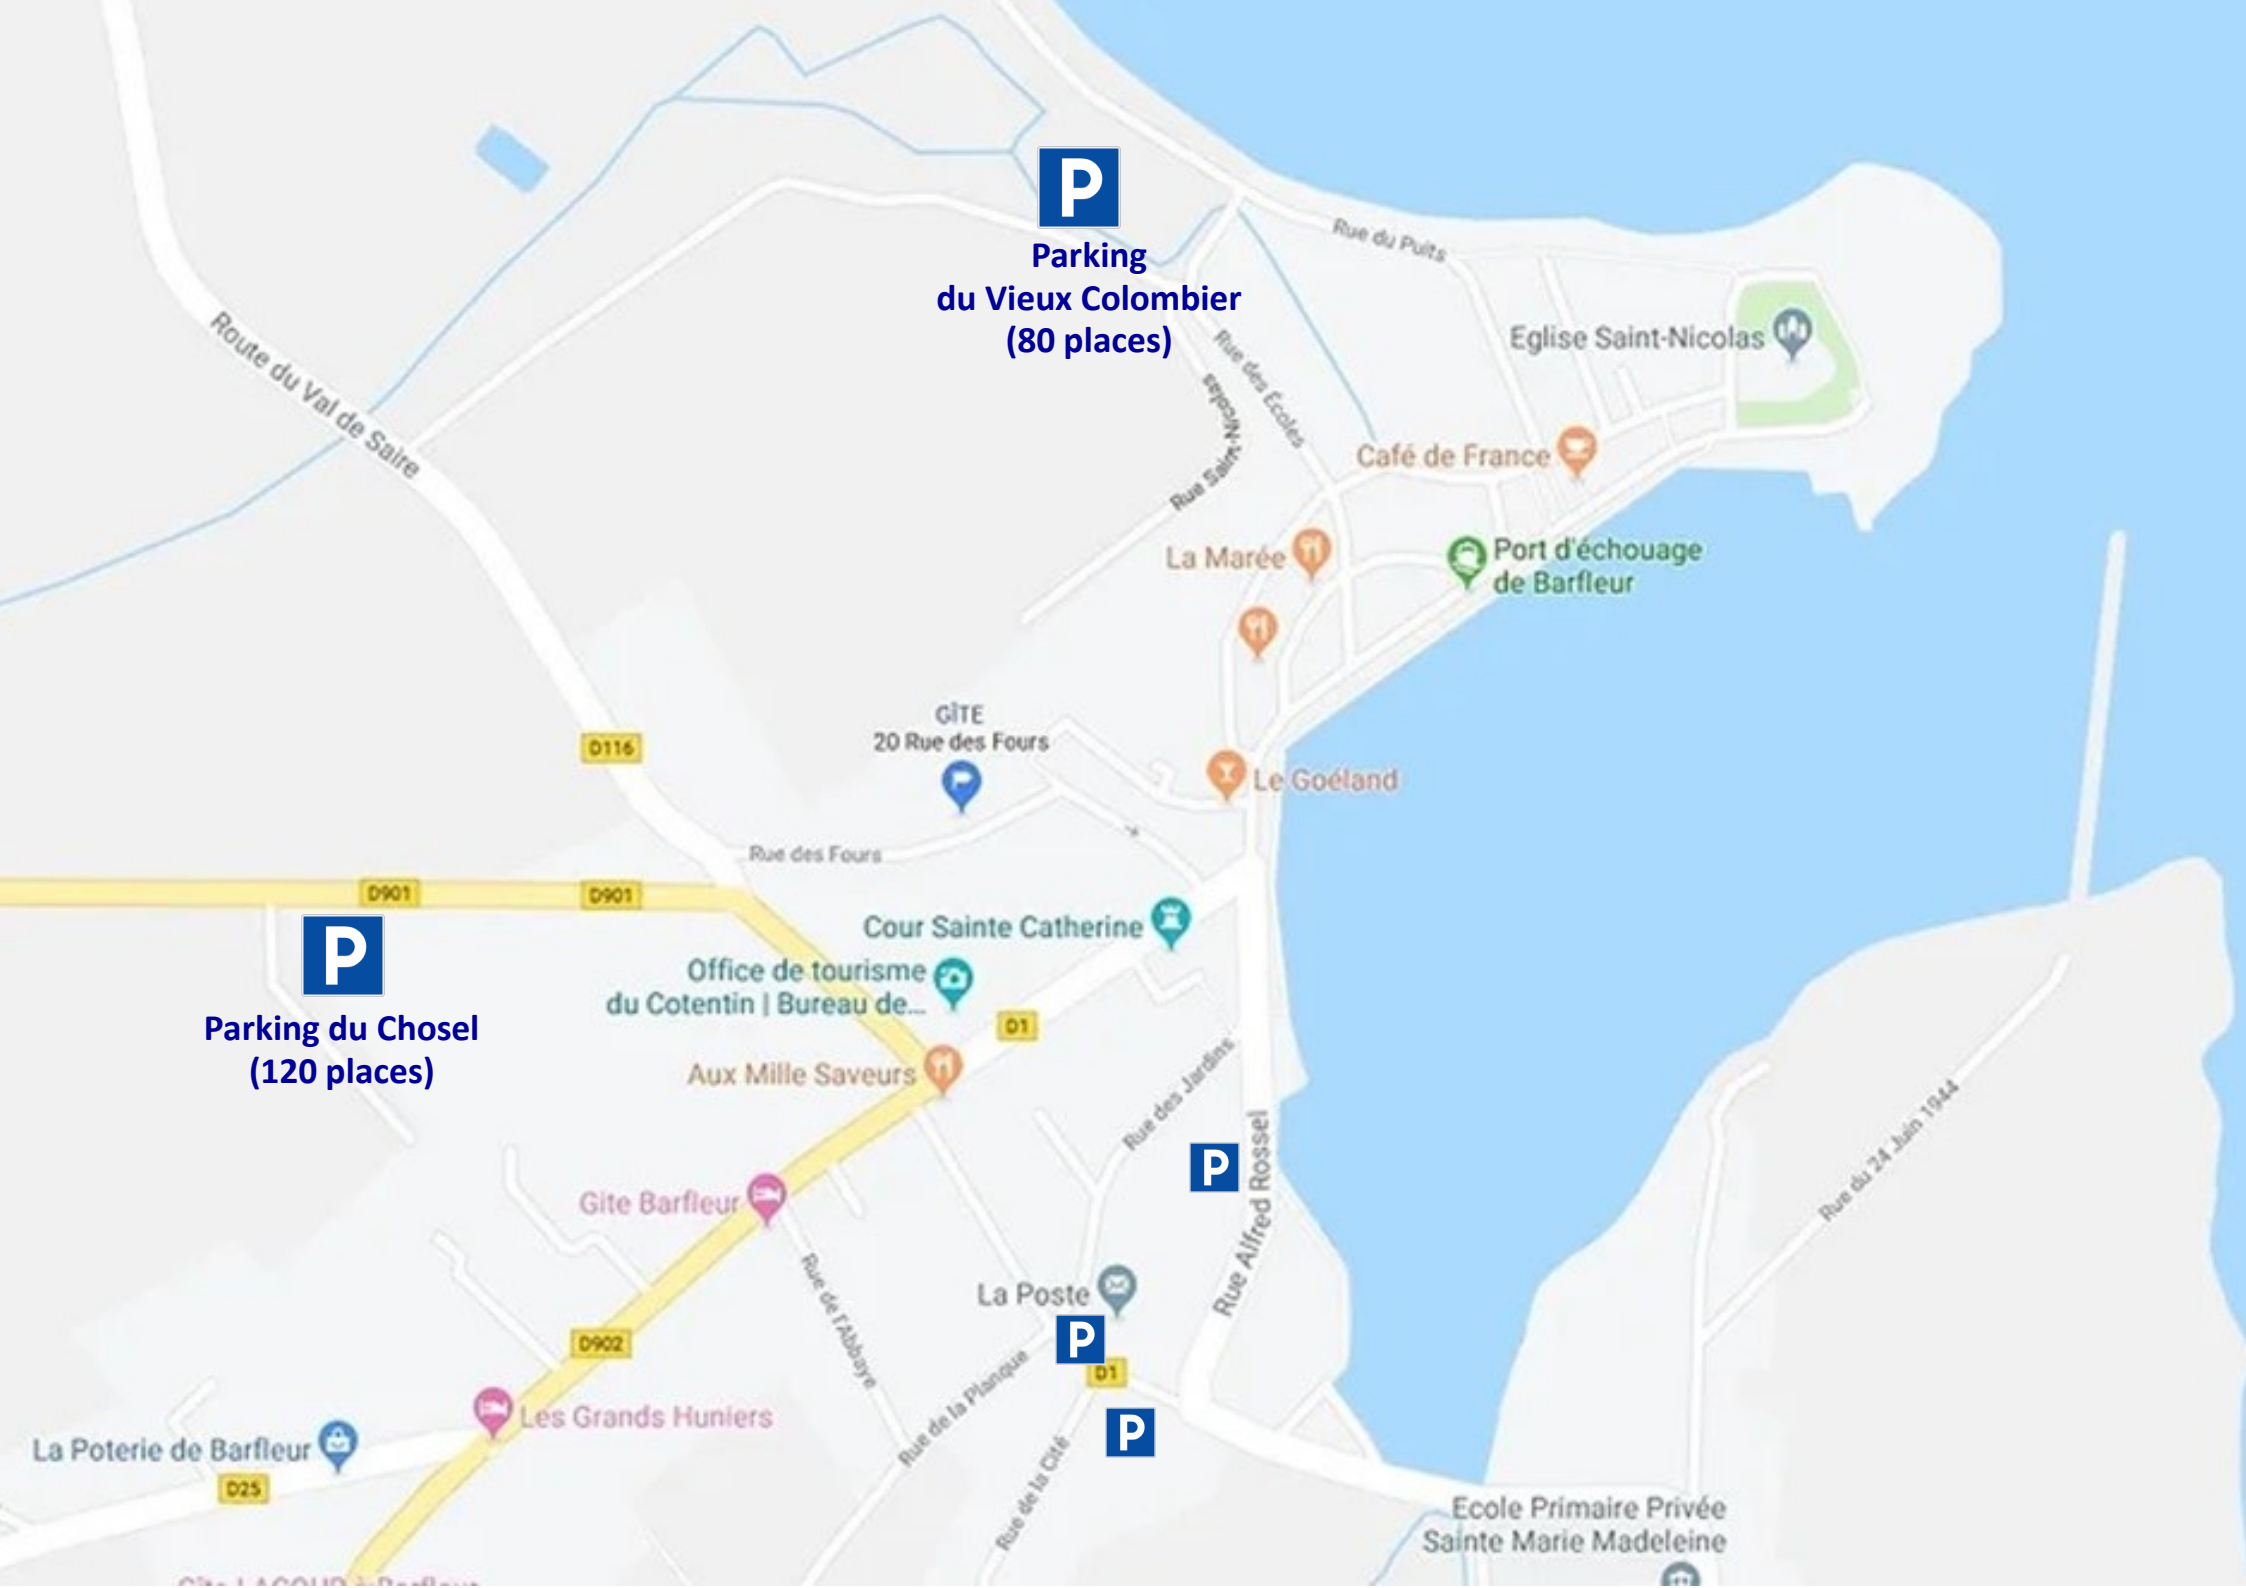 P
Parking
du Vieux Colombier
(80 places)
Rue du Puits
Eglise Saint-Nicolas
Route du Val de Saire
Rue des Écoles
Rue Saint-Nicolas
Café de France
La Marée
Port d'échouage
de Barfleur
GÎTE
20 Rue des Fours
D116
Le Goéland
Rue des Fours
D901
D901
P
Parking du Chosel
(120 places)
Cour Sainte Catherine
Office de tourisme
du Cotentin | Bureau de...
D1
Aux Mille Saveurs
Rue des Jardins
Rue du 24 Juin 1944
P
Rue Alfred Rossel
Gite Barfleur
Rue de l'Abbaye
La Poste
P
D902
D1
Rue de la Planque
Les Grands Huniers
P
La Poterie de Barfleur
Rue de la Cité
D25
Ecole Primaire Privée
Sainte Marie Madeleine